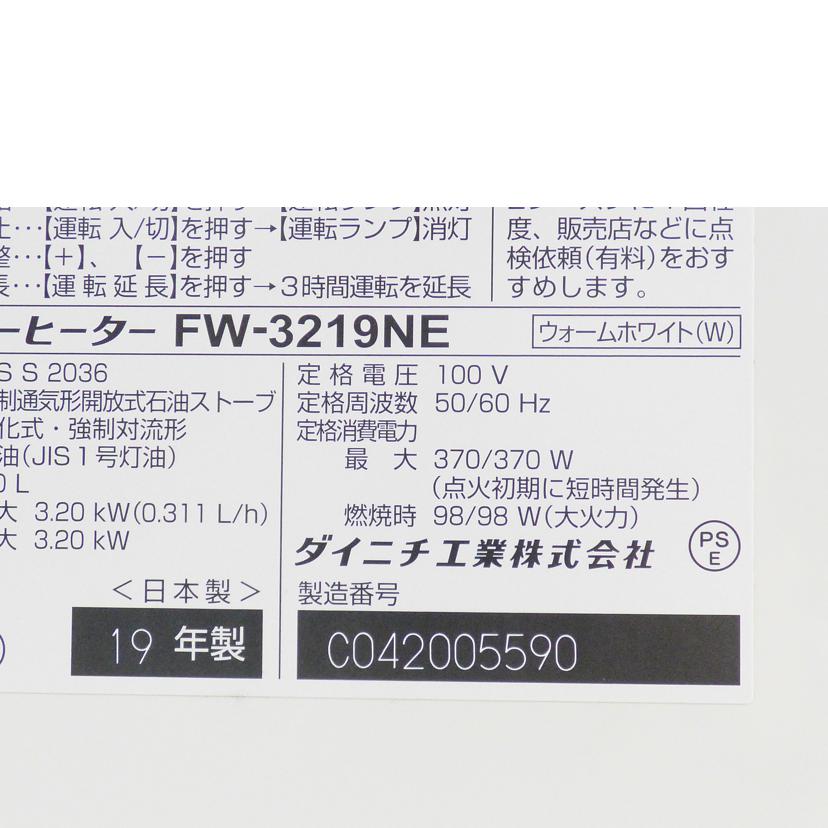 止…【運転 入/切】を押す→【運転ランプ】消灯
整…【＋】、【－】を押す
長…【運 転 延 長】を押す→３時間運転を延長
度、販売店などに点
検依頼（有料）をおす
すめします。
ーヒーター FW-3219NE ウォームホワイト（W）
S S 2036
制通気形開放式石油ストーブ
化式・強制対流形
油（JIS１号灯油）
0 L
大 3.20 kW(0.311 L/h)
大 3.20 kW
＜日本製＞
19 年製
定格電圧 100 V
定格周波数 50/60 Hz
定格消費電力
最 大 370/370 W
（点火初期に短時間発生）
燃焼時 98/98 W（大火力）
ダイニチ工業株式会社 PS
E
製造番号
C042005590